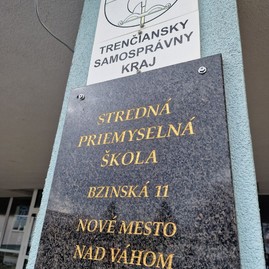 TRENČIANSKY
SAMOSPRÁVNY
KRAJ
STREDNÁ
PRIEMYSELNÁ
ŠKOLA
BZINSKÁ 11
NOVÉ MESTO
NAD VÁHOM